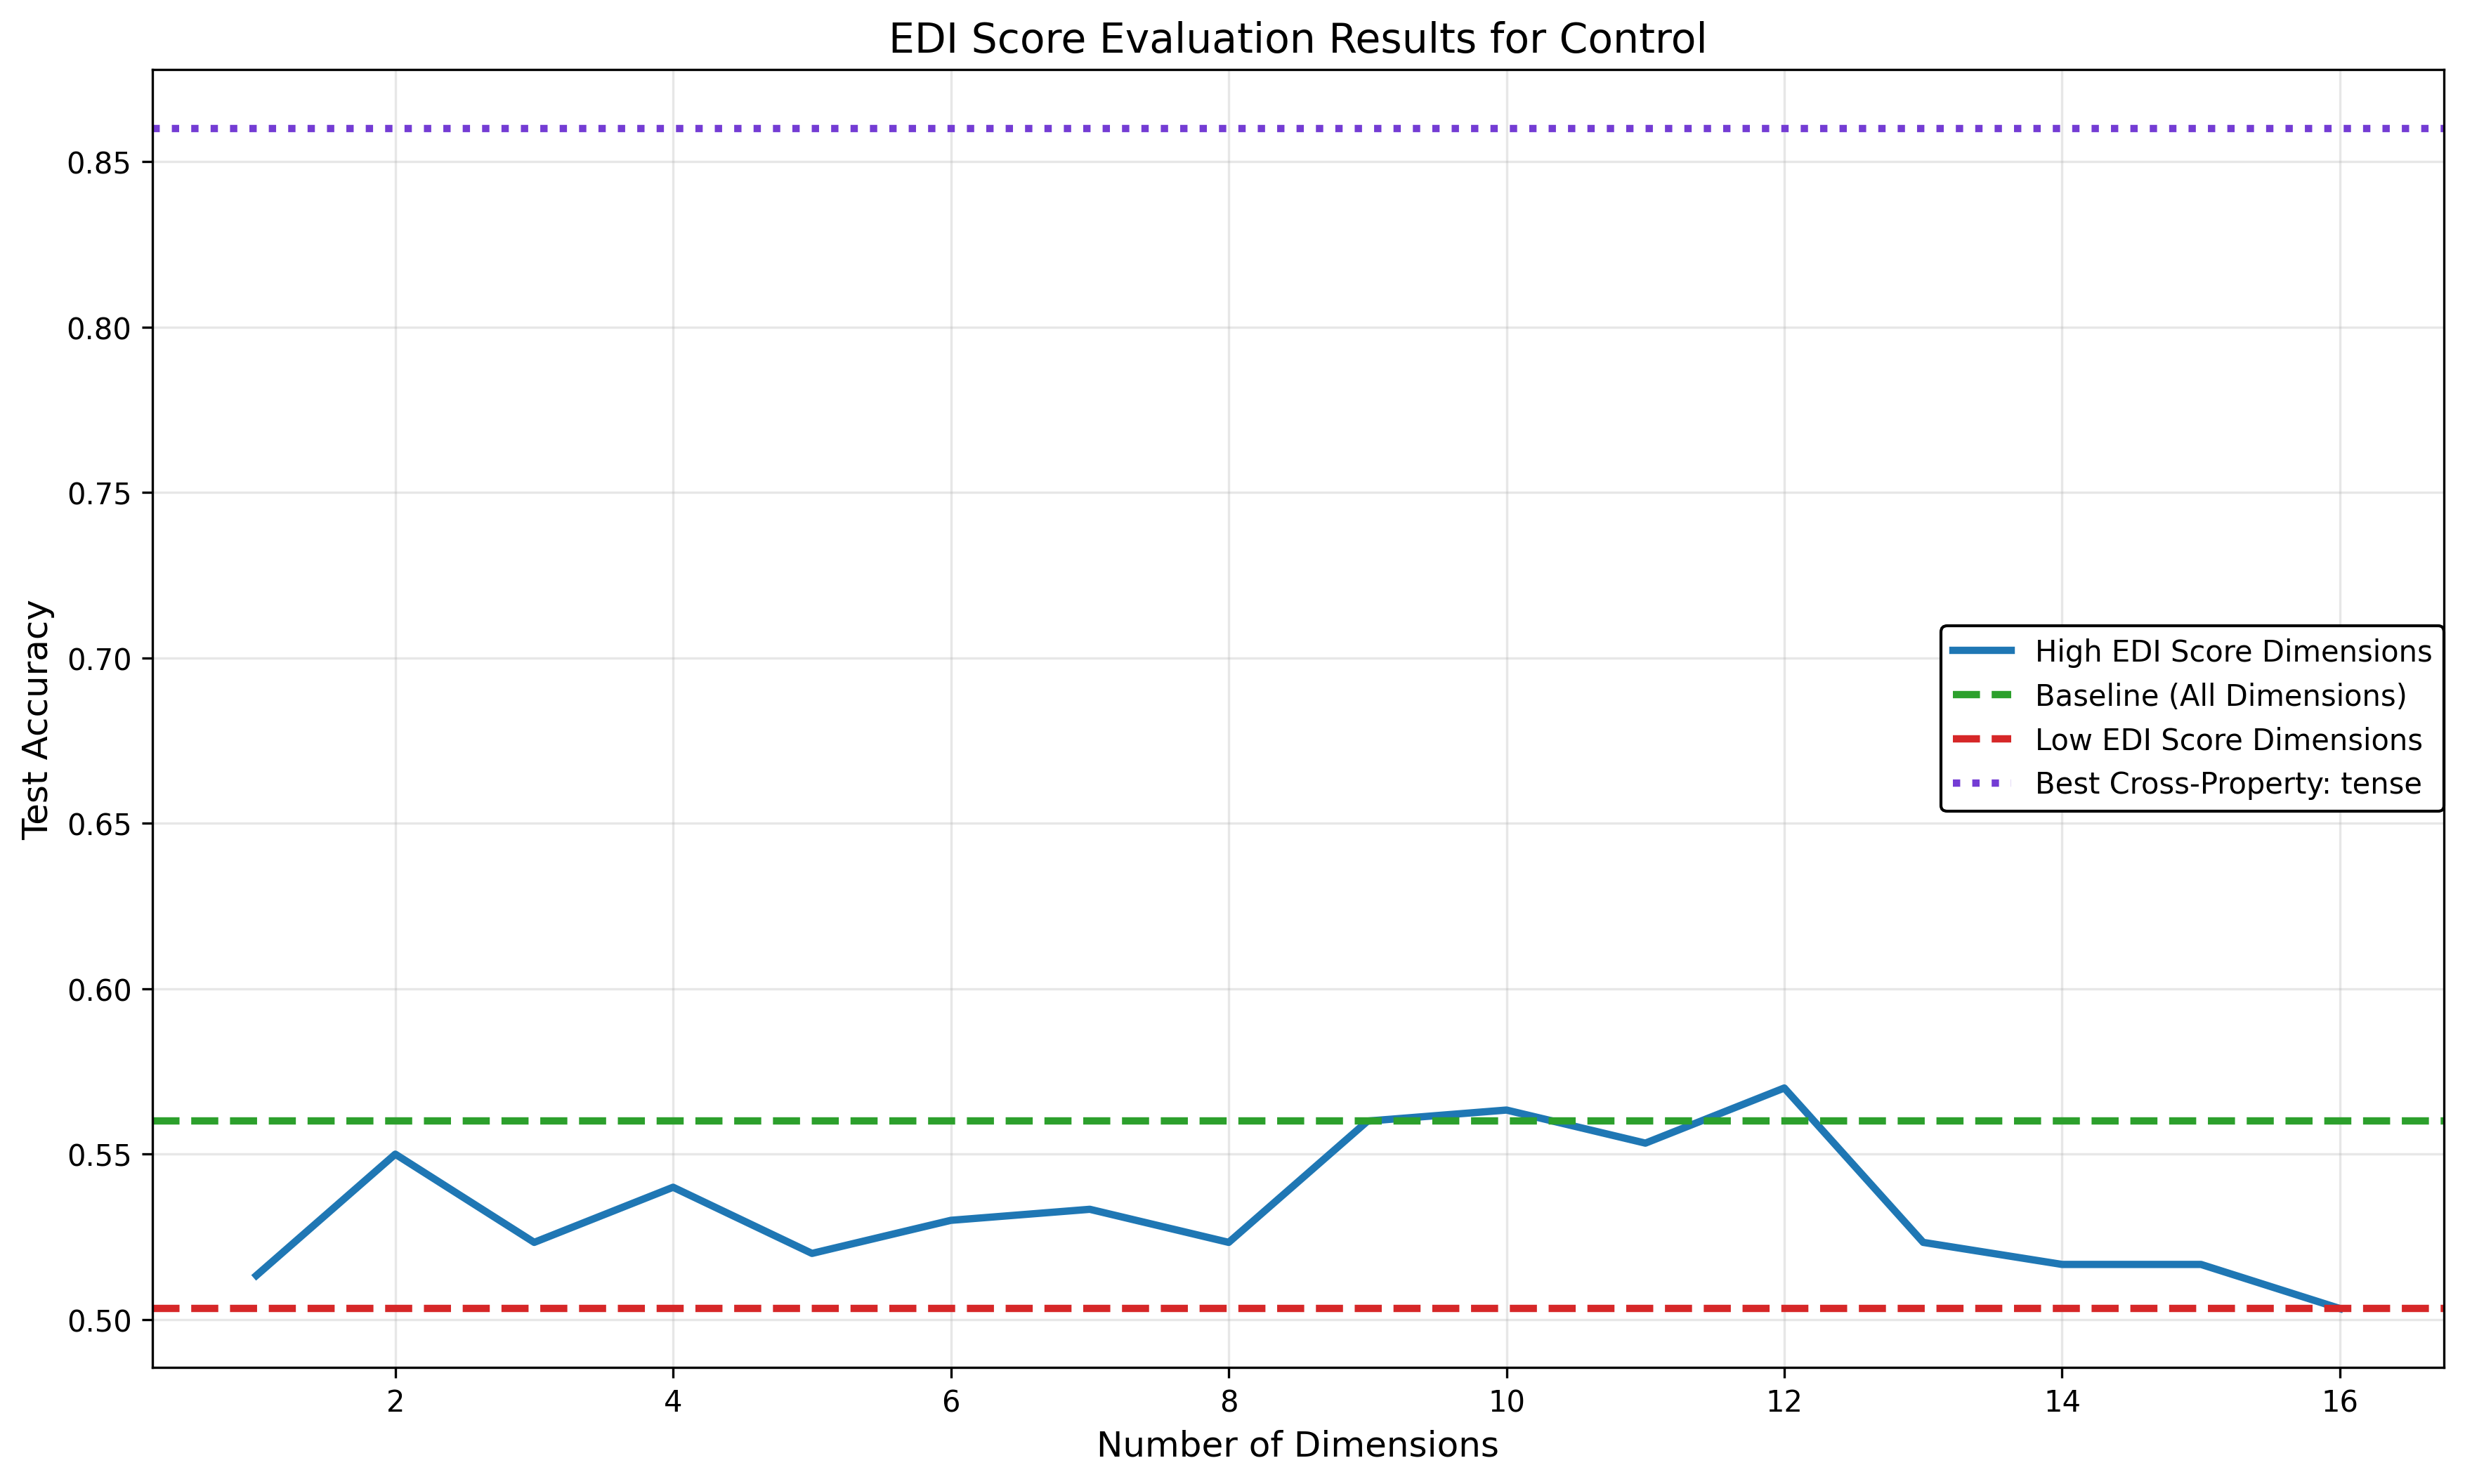 EDI Score Evaluation Results for Control
Test Accuracy
0.85
0.80
0.75
0.70
0.65
0.60
0.55
0.50
High EDI Score Dimensions
Baseline (All Dimensions)
Low EDI Score Dimensions
Best Cross-Property: tense
2 4 6 8 10 12 14 16
Number of Dimensions